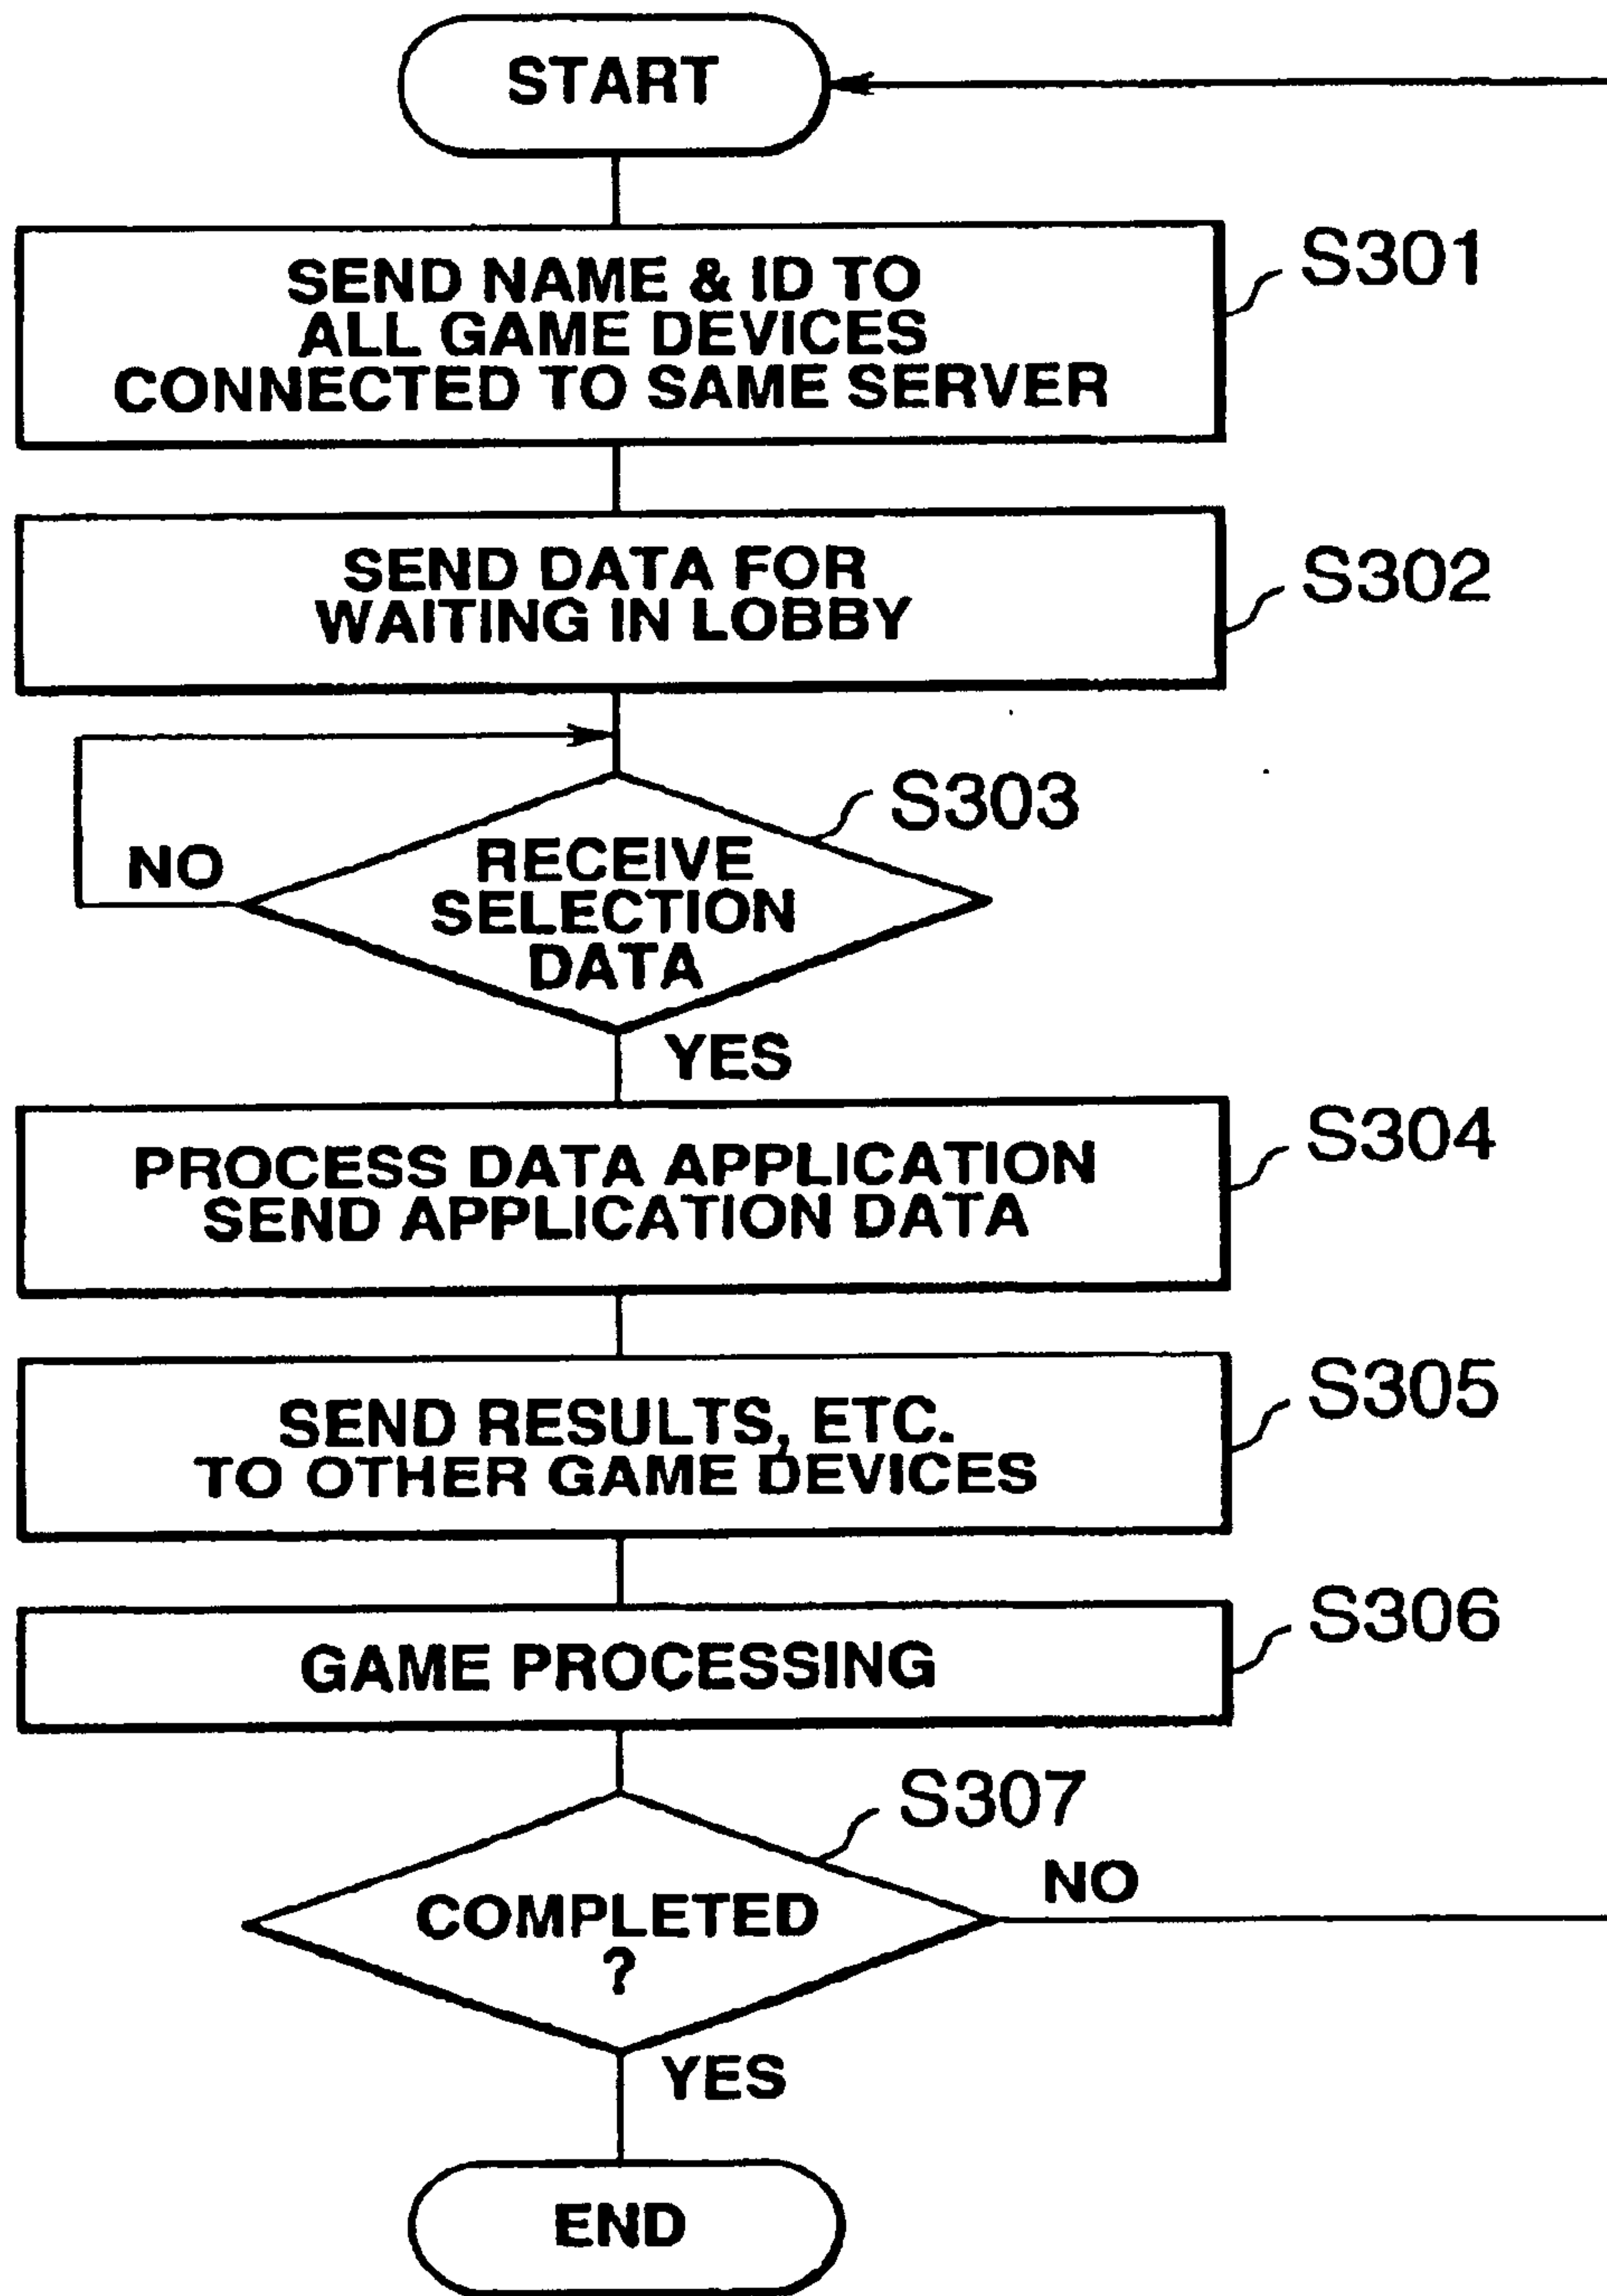 START
SEND NAME & ID TO
ALL GAME DEVICES
CONNECTED TO SAME SERVER
S301
SEND DATA FOR
WAITING IN LOBBY
S302
S303
RECEIVE
SELECTION
DATA
NO
YES
PROCESS DATA APPLICATION
SEND APPLICATION DATA
S304
SEND RESULTS, ETC.
TO OTHER GAME DEVICES
S305
GAME PROCESSING
S306
S307
COMPLETED
?
NO
YES
END